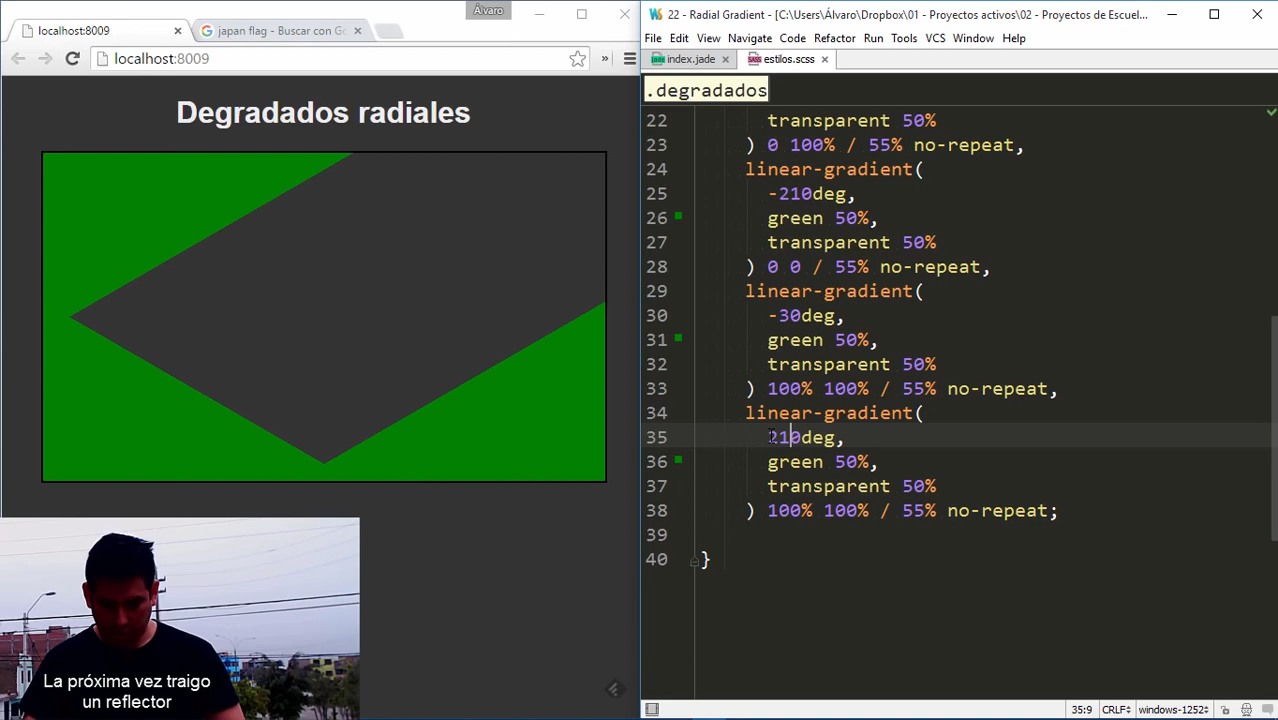 Álvaro
localhost:8009
japan flag - Buscar con Go
localhost:8009
»
Degradados radiales
La próxima vez traigo
un reflector
22 - Radial Gradient - [C:\Users\Álvaro\Dropbox\01 - Proyectos activos\02 - Proyectos de Escuel...
File Edit View Navigate Code Refactor Run Tools VCS Window Help
index.jade
estilos.scss
.degradados
22 transparent 50%
23 ) 0 100% / 55% no-repeat,
24 linear-gradient(
25 -210deg,
26 green 50%,
27 transparent 50%
28 ) 0 0 / 55% no-repeat,
29 linear-gradient(
30 -30deg,
31 green 50%,
32 transparent 50%
33 ) 100% 100% / 55% no-repeat,
34 linear-gradient(
35 210deg,
36 green 50%,
37 transparent 50%
38 ) 100% 100% / 55% no-repeat;
39
40 }
35:9 CRLF÷ windows-1252÷